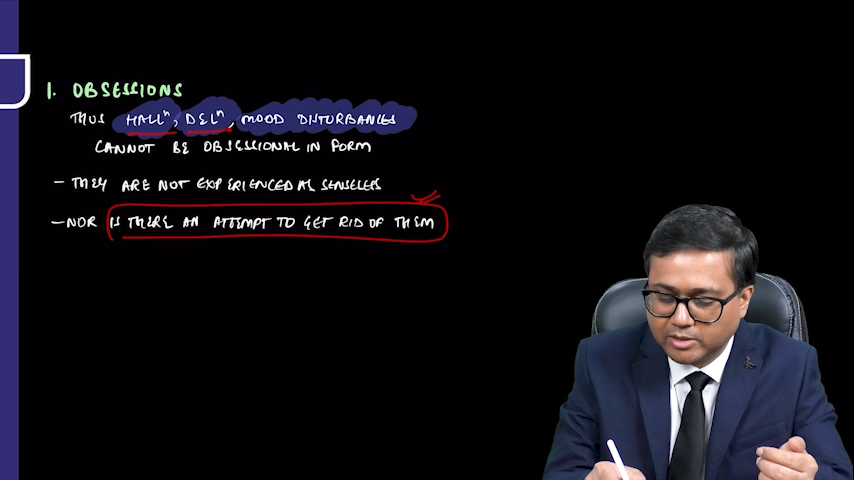 1. OBSESSIONS
THUS HALLⁿ, DELⁿ, MOOD DISTURBANCES
CANNOT BE OBSESSIONAL IN FORM
- THEY ARE NOT EXPERIENCED AS SENSELESS
- NOR IS THERE AN ATTEMPT TO GET RID OF THEM